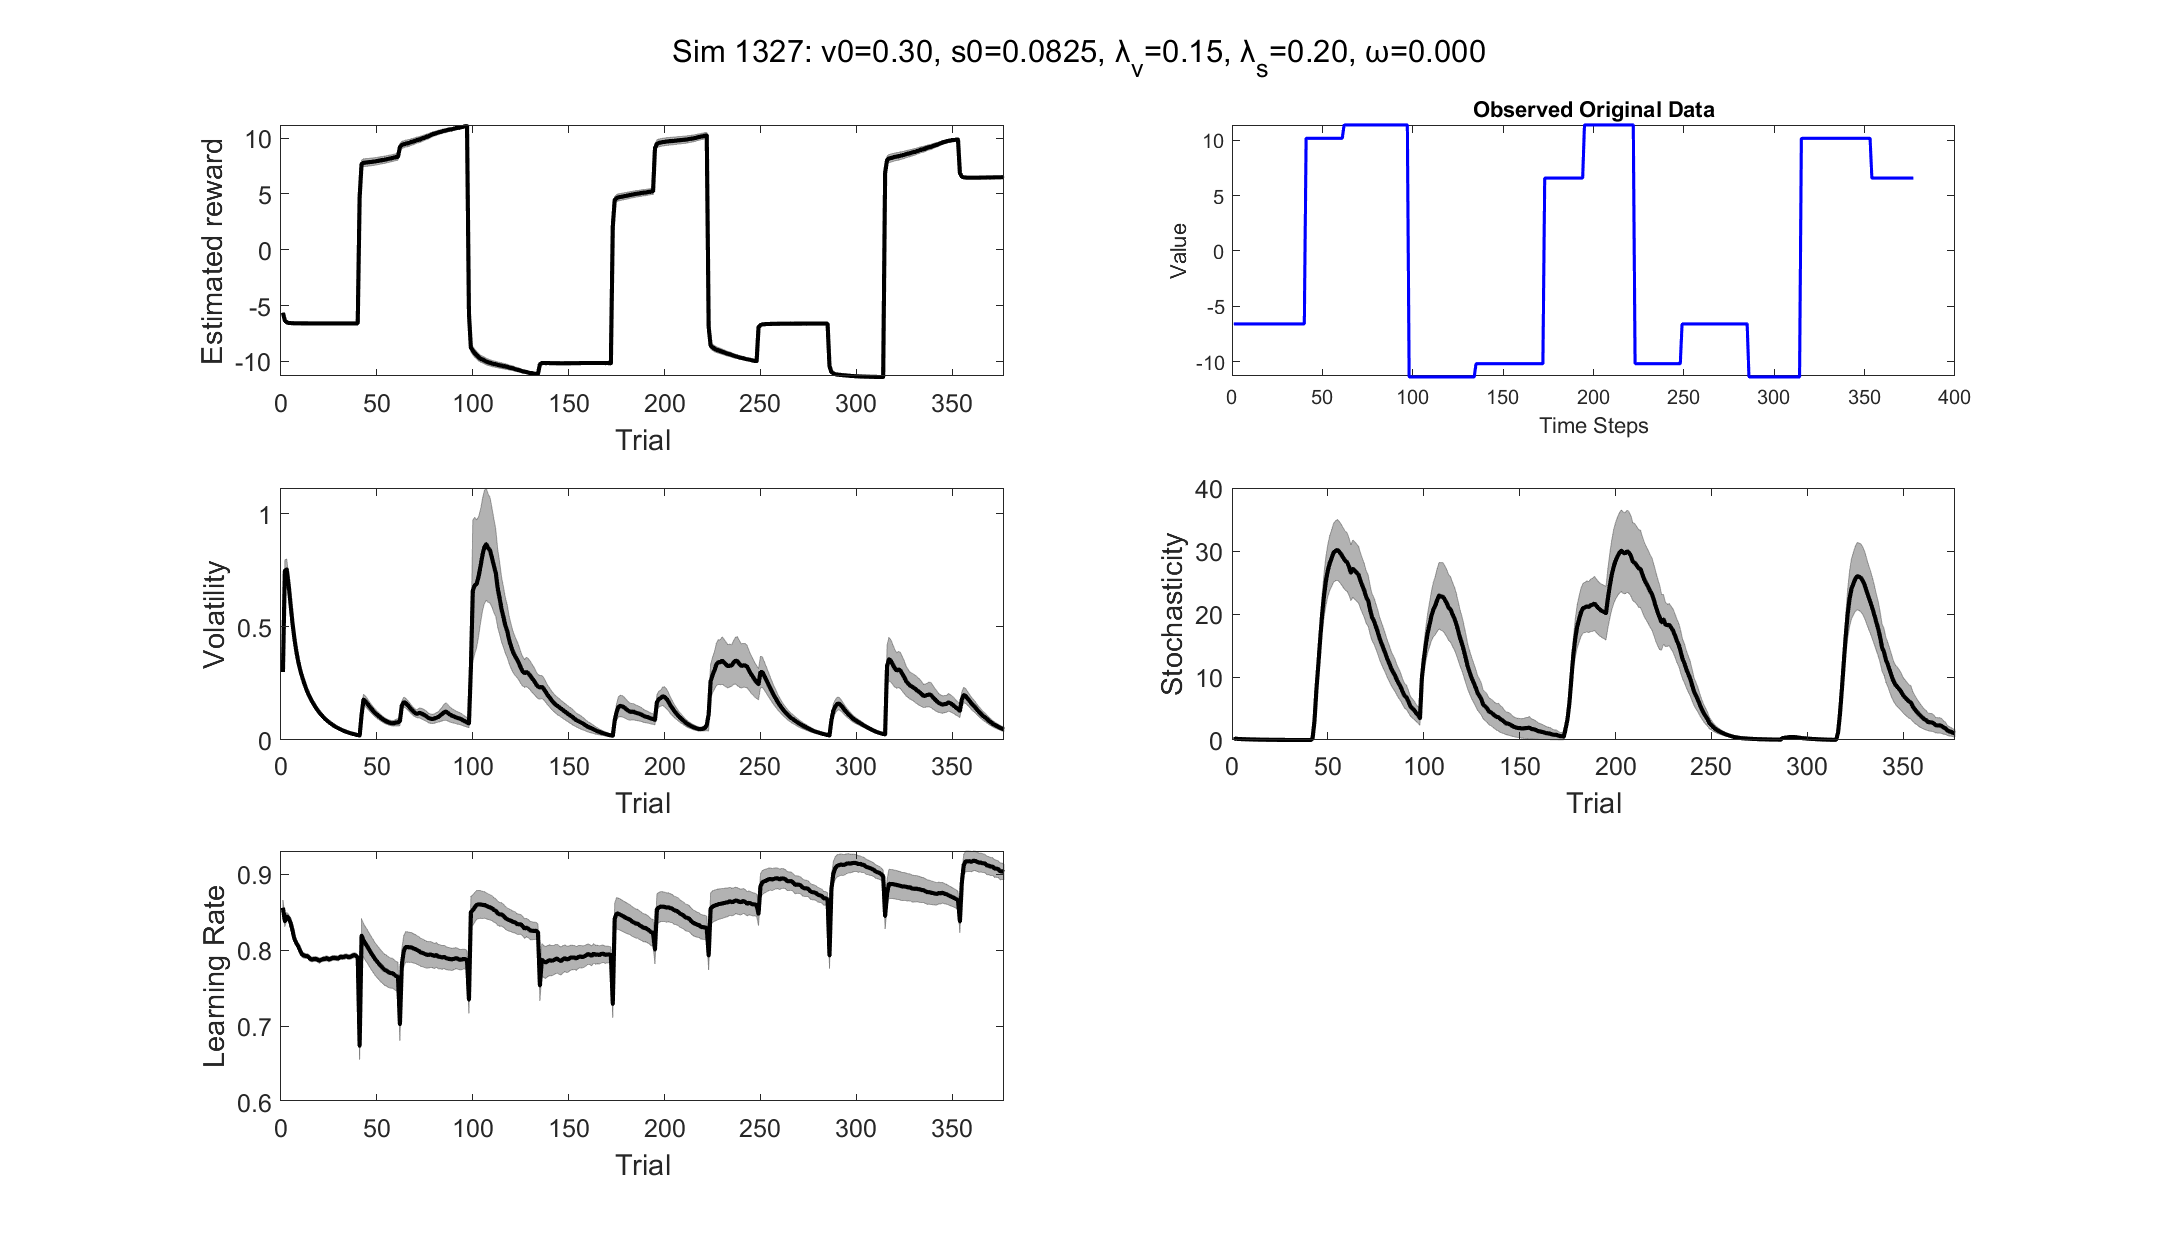 Sim 1327: v0=0.30, s0=0.0825, λv=0.15, λs=0.20, ω=0.000
Estimated reward
10
5
0
-5
-10
0 50 100 150 200 250 300 350
Trial
Observed Original Data
Value
10
5
0
-5
-10
0 50 100 150 200 250 300 350 400
Time Steps
Volatility
1
0.5
0
0 50 100 150 200 250 300 350
Trial
Stochasticity
40
30
20
10
0
0 50 100 150 200 250 300 350
Trial
Learning Rate
0.9
0.8
0.7
0.6
0 50 100 150 200 250 300 350
Trial